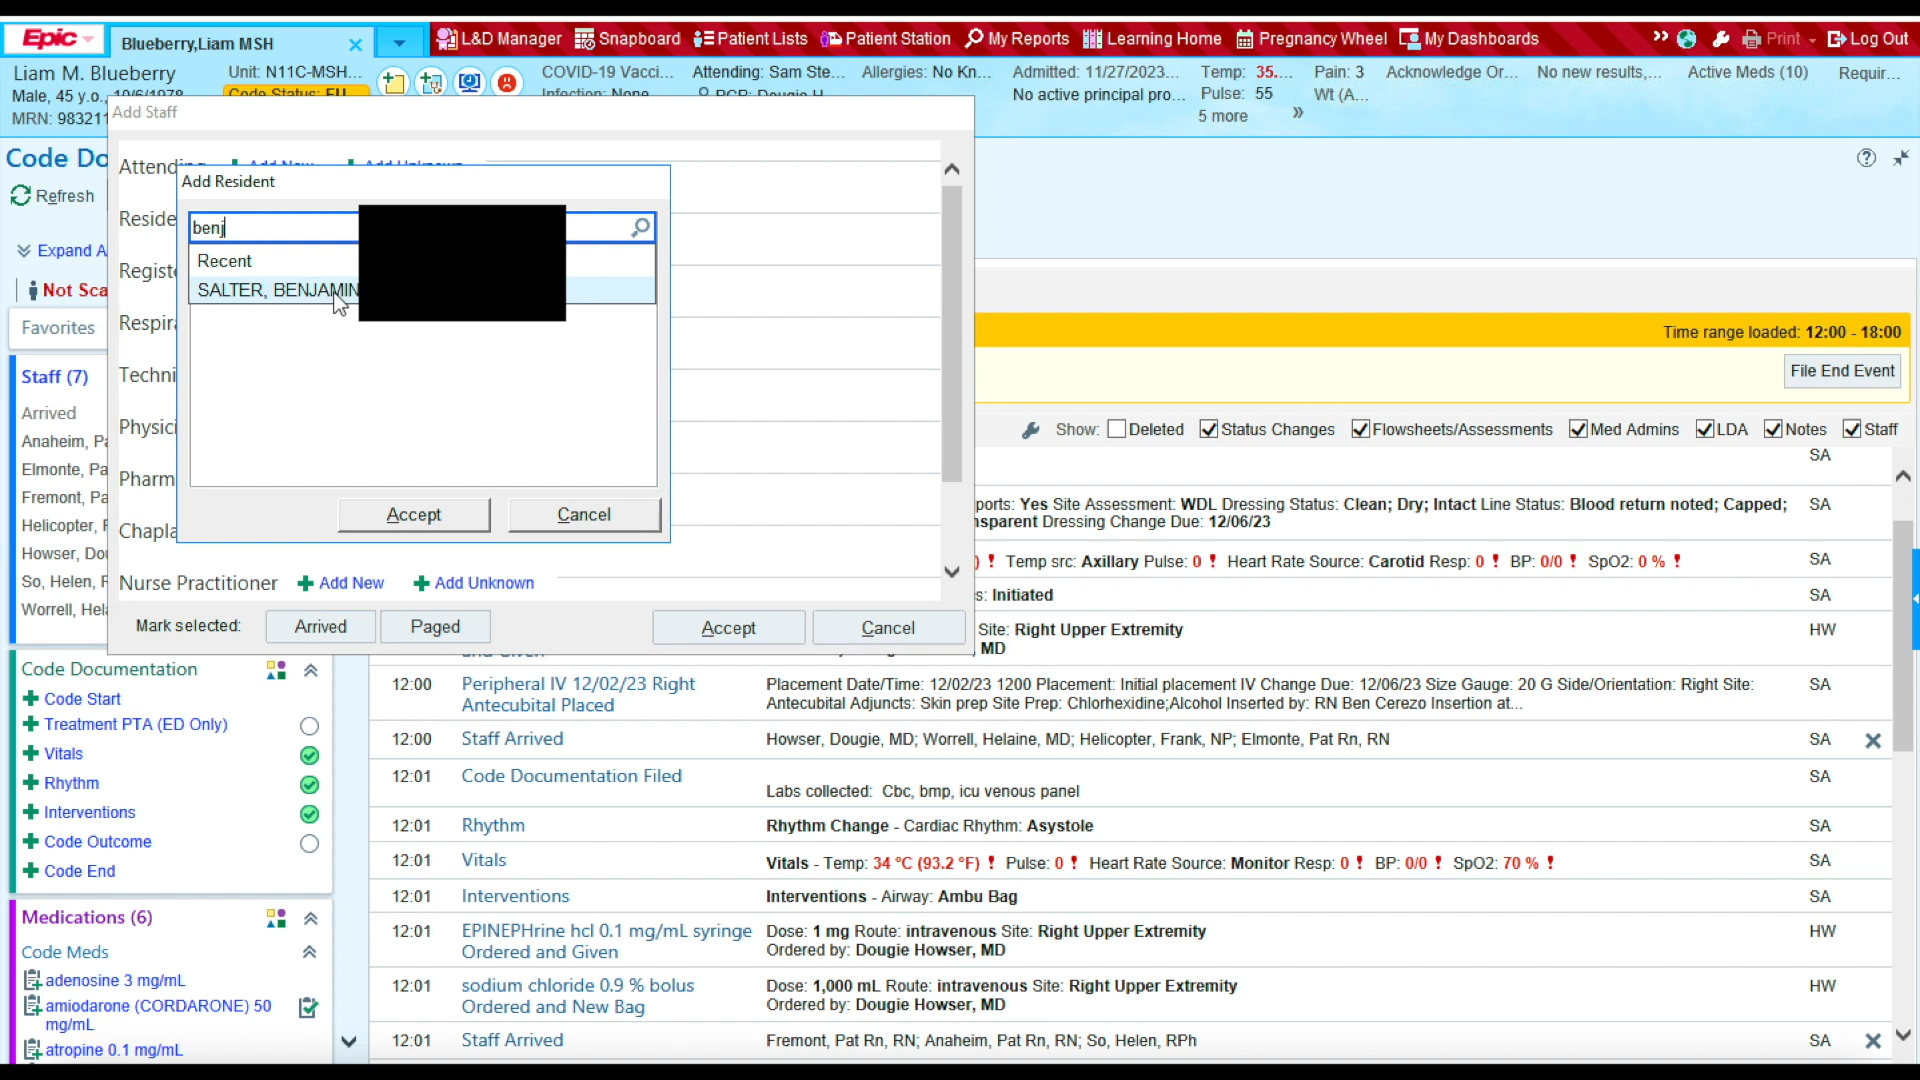 Epic
Blueberry,Liam MSH
L&D Manager
Snapboard
Patient Lists
Patient Station
My Reports
Learning Home
Pregnancy Wheel
My Dashboards
Print
Log Out
Liam M. Blueberry
Male, 45 y.o., 10/6/1978
MRN: 983211
Unit: N11C-MSH...
Code Status:
COVID-19 Vacci...
Infection: None
Attending: Sam Ste...
PCP: Dougie H
Allergies: No Kn...
Admitted: 11/27/2023...
No active principal pro...
Temp: 35....
Pulse: 55
5 more
Pain: 3
Wt (A...
Acknowledge Or...
No new results,...
Active Meds (10)
Requir...
Code Do
Refresh
Expand A
Not Sca
Favorites
Staff (7)
Arrived
Anaheim, Pa
Elmonte, Pa
Fremont, Pa
Helicopter, F
Howser, Dou
So, Helen, F
Worrell, Hela
Add Staff
Attending
Add New
Add Unknown
Reside
Registe
Respira
Techni
Physici
Pharm
Chapla
Nurse Practitioner
Add New
Add Unknown
Mark selected:
Arrived
Paged
Accept
Cancel
Add Resident
benj
Recent
SALTER, BENJAMIN
Accept
Cancel
Time range loaded: 12:00 - 18:00
File End Event
Show: Deleted Status Changes Flowsheets/Assessments Med Admins LDA Notes Staff
SA
ports: Yes Site Assessment: WDL Dressing Status: Clean; Dry; Intact Line Status: Blood return noted; Capped; SA
nsparent Dressing Change Due: 12/06/23
) ! Temp src: Axillary Pulse: 0 ! Heart Rate Source: Carotid Resp: 0 ! BP: 0/0 ! SpO2: 0 % ! SA
s: Initiated SA
Site: Right Upper Extremity HW
and Given , MD
12:00 Peripheral IV 12/02/23 Right Placement Date/Time: 12/02/23 1200 Placement: Initial placement IV Change Due: 12/06/23 Size Gauge: 20 G Side/Orientation: Right Site: SA
Antecubital Placed Antecubital Adjuncts: Skin prep Site Prep: Chlorhexidine;Alcohol Inserted by: RN Ben Cerezo Insertion at...
12:00 Staff Arrived Howser, Dougie, MD; Worrell, Helaine, MD; Helicopter, Frank, NP; Elmonte, Pat Rn, RN SA
12:01 Code Documentation Filed SA
Labs collected: Cbc, bmp, icu venous panel
12:01 Rhythm Rhythm Change - Cardiac Rhythm: Asystole SA
12:01 Vitals Vitals - Temp: 34 °C (93.2 °F) ! Pulse: 0 ! Heart Rate Source: Monitor Resp: 0 ! BP: 0/0 ! SpO2: 70 % ! SA
12:01 Interventions Interventions - Airway: Ambu Bag SA
12:01 EPINEPHrine hcl 0.1 mg/mL syringe Dose: 1 mg Route: intravenous Site: Right Upper Extremity HW
Ordered and Given Ordered by: Dougie Howser, MD
12:01 sodium chloride 0.9 % bolus Dose: 1,000 mL Route: intravenous Site: Right Upper Extremity HW
Ordered and New Bag Ordered by: Dougie Howser, MD
12:01 Staff Arrived Fremont, Pat Rn, RN; Anaheim, Pat Rn, RN; So, Helen, RPh SA
Code Documentation
Code Start
Treatment PTA (ED Only)
Vitals
Rhythm
Interventions
Code Outcome
Code End
Medications (6)
Code Meds
adenosine 3 mg/mL
amiodarone (CORDARONE) 50
mg/mL
atropine 0.1 mg/mL